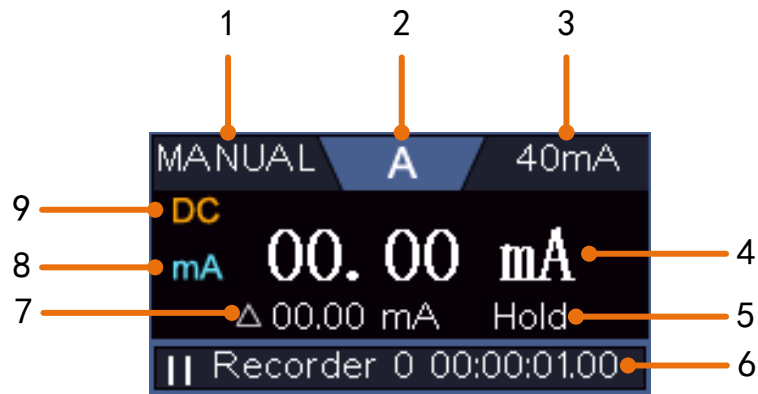 1 2 3
MANUAL A 40mA
9 DC
8 mA 00.00 mA 4
7 △ 00.00 mA Hold 5
|| Recorder 0 00:00:01.00 6